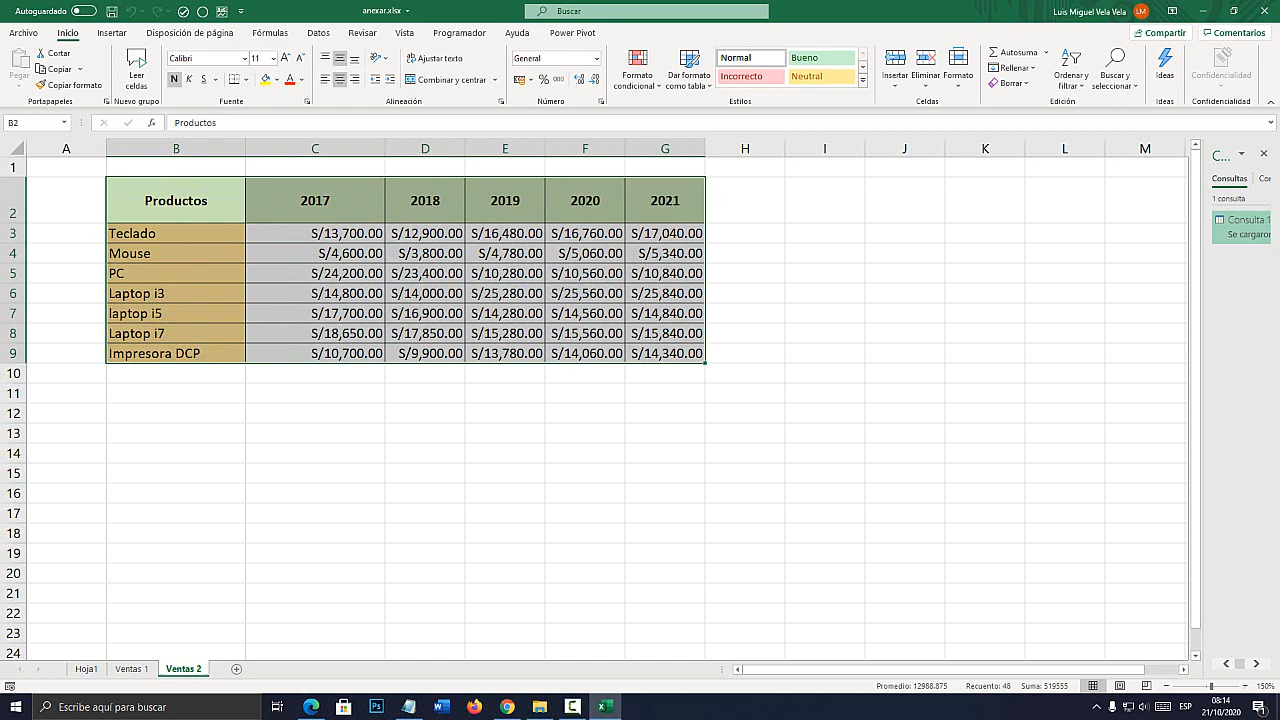 Autoguardado
anexar.xlsx
Buscar
Luis Miguel Vela Vela
LM
Archivo Inicio Insertar Disposición de página Fórmulas Datos Revisar Vista Programador Ayuda Power Pivot
Compartir Comentarios
Pegar
Cortar
Copiar
Copiar formato
Portapapeles
Leer celdas
Nuevo grupo
Calibri 11
N K S
Fuente
Ajustar texto
Combinar y centrar
Alineación
General
% 000
Número
Formato condicional
Dar formato como tabla
Normal Bueno
Incorrecto Neutral
Estilos
Insertar Eliminar Formato
Celdas
Autosuma
Rellenar
Borrar
Ordenar y filtrar
Buscar y seleccionar
Edición
Ideas
Ideas
Confidencialidad
Confidencialidad
B2 fx Productos
A B C D E F G H I J K L M
1
2 Productos 2017 2018 2019 2020 2021
3 Teclado S/13,700.00 S/12,900.00 S/16,480.00 S/16,760.00 S/17,040.00
4 Mouse S/4,600.00 S/3,800.00 S/4,780.00 S/5,060.00 S/5,340.00
5 PC S/24,200.00 S/23,400.00 S/10,280.00 S/10,560.00 S/10,840.00
6 Laptop i3 S/14,800.00 S/14,000.00 S/25,280.00 S/25,560.00 S/25,840.00
7 laptop i5 S/17,700.00 S/16,900.00 S/14,280.00 S/14,560.00 S/14,840.00
8 Laptop i7 S/18,650.00 S/17,850.00 S/15,280.00 S/15,560.00 S/15,840.00
9 Impresora DCP S/10,700.00 S/9,900.00 S/13,780.00 S/14,060.00 S/14,340.00
10
11
12
13
14
15
16
17
18
19
20
21
22
23
24
C...
Consultas Co
1 consulta
Consulta 1
Se cargaror
Hoja1 Ventas 1 Ventas 2
Promedio: 12988.875 Recuento: 48 Suma: 519555
150%
Escribe aquí para buscar
ESP
08:14
21/10/2020